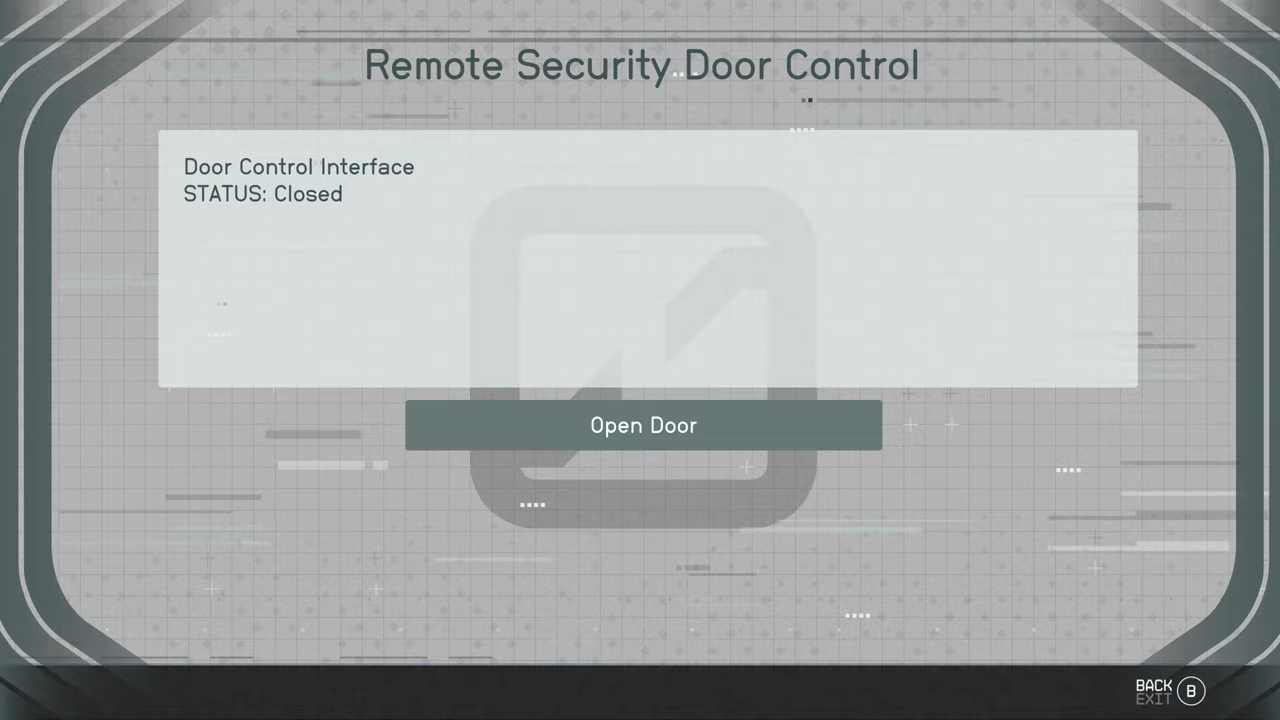 Remote Security Door Control
Door Control Interface
STATUS: Closed
Open Door
BACK
EXIT
B